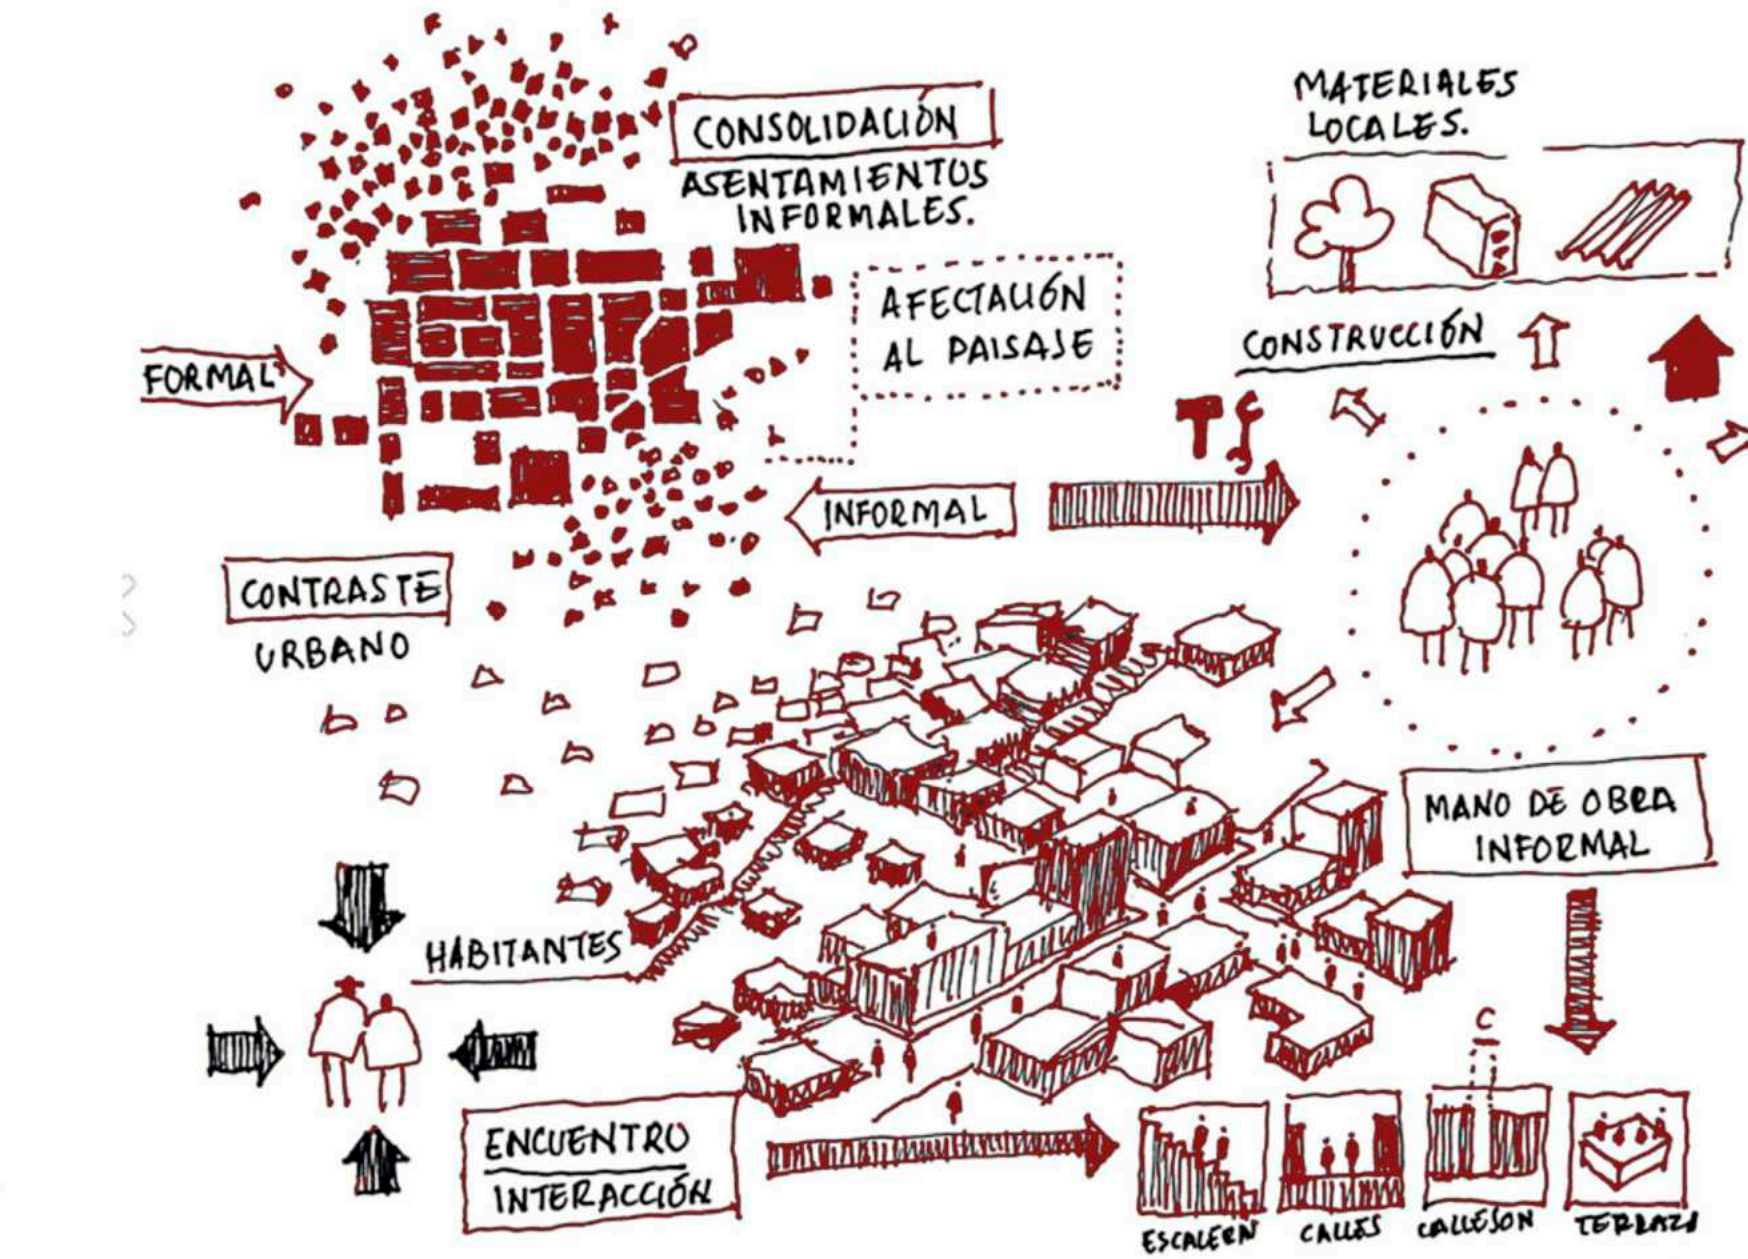 CONSOLIDACIÓN
ASENTAMIENTOS
INFORMALES.
MATERIALES
LOCALES.
AFECTACIÓN
AL PAISAJE
CONSTRUCCIÓN
FORMAL
INFORMAL
CONTRASTE
URBANO
MANO DE OBRA
INFORMAL
HABITANTES
ENCUENTRO
INTERACCIÓN
C
ESCALERA
CALLES
CALLESON
TERRAZA